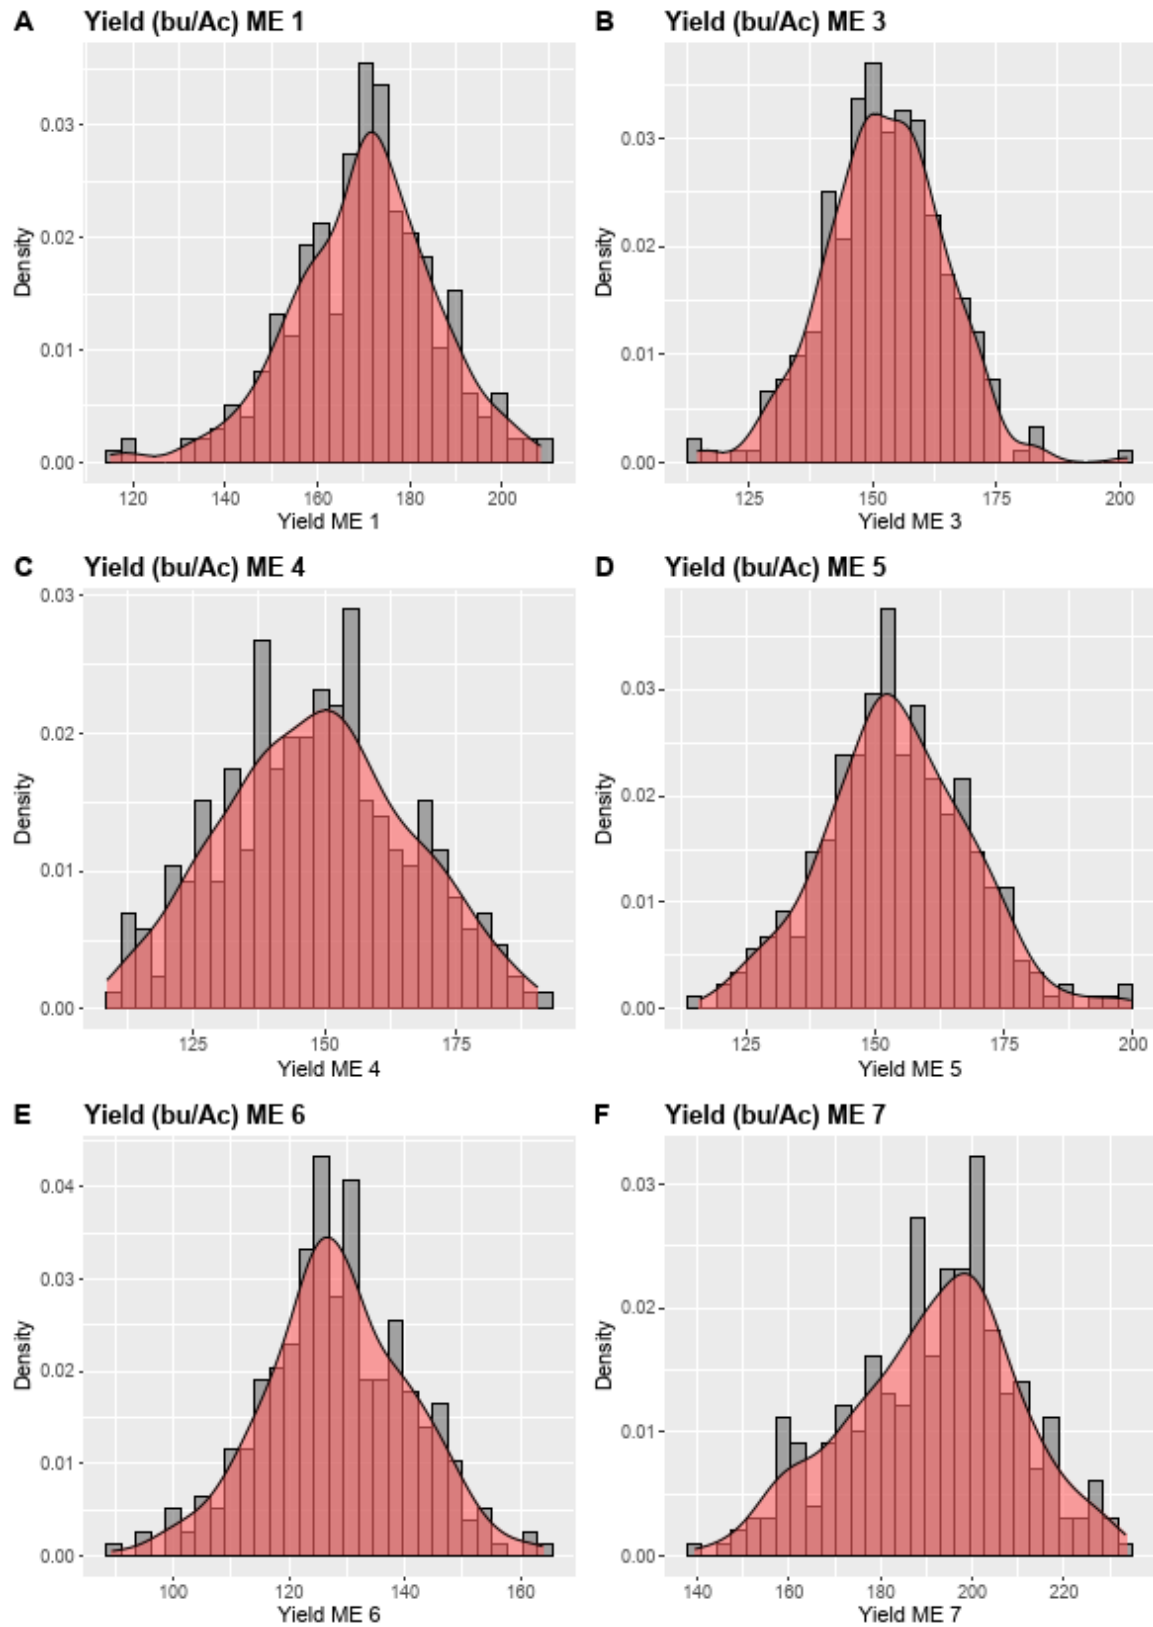 A Yield (bu/Ac) ME 1
0.03
0.02
0.01
0.00
Density
120 140 160 180 200
Yield ME 1
B Yield (bu/Ac) ME 3
0.03
0.02
0.01
0.00
Density
125 150 175 200
Yield ME 3
C Yield (bu/Ac) ME 4
0.03
0.02
0.01
0.00
Density
125 150 175
Yield ME 4
D Yield (bu/Ac) ME 5
0.03
0.02
0.01
0.00
Density
125 150 175 200
Yield ME 5
E Yield (bu/Ac) ME 6
0.04
0.03
0.02
0.01
0.00
Density
100 120 140 160
Yield ME 6
F Yield (bu/Ac) ME 7
0.03
0.02
0.01
0.00
Density
140 160 180 200 220
Yield ME 7